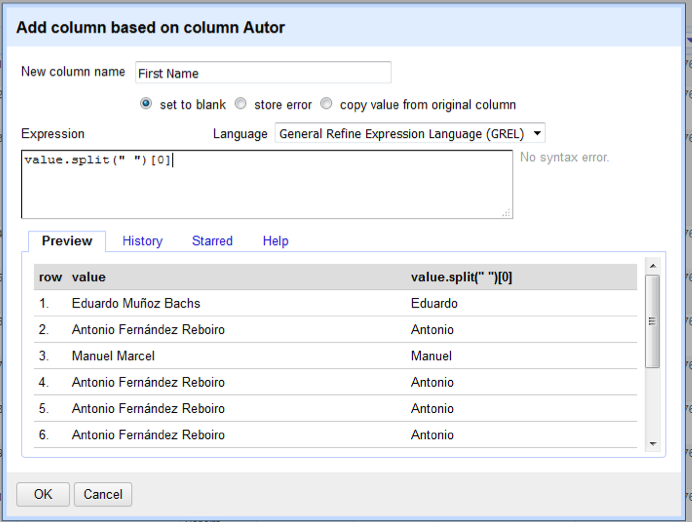 Add column based on column Autor
New column name First Name
set to blank store error copy value from original column
Expression Language General Refine Expression Language (GREL)
value.split(" ")[0] No syntax error.
Preview History Starred Help
row value value.split(" ")[0]
1. Eduardo Muñoz Bachs Eduardo
2. Antonio Fernández Reboiro Antonio
3. Manuel Marcel Manuel
4. Antonio Fernández Reboiro Antonio
5. Antonio Fernández Reboiro Antonio
6. Antonio Fernández Reboiro Antonio
OK Cancel